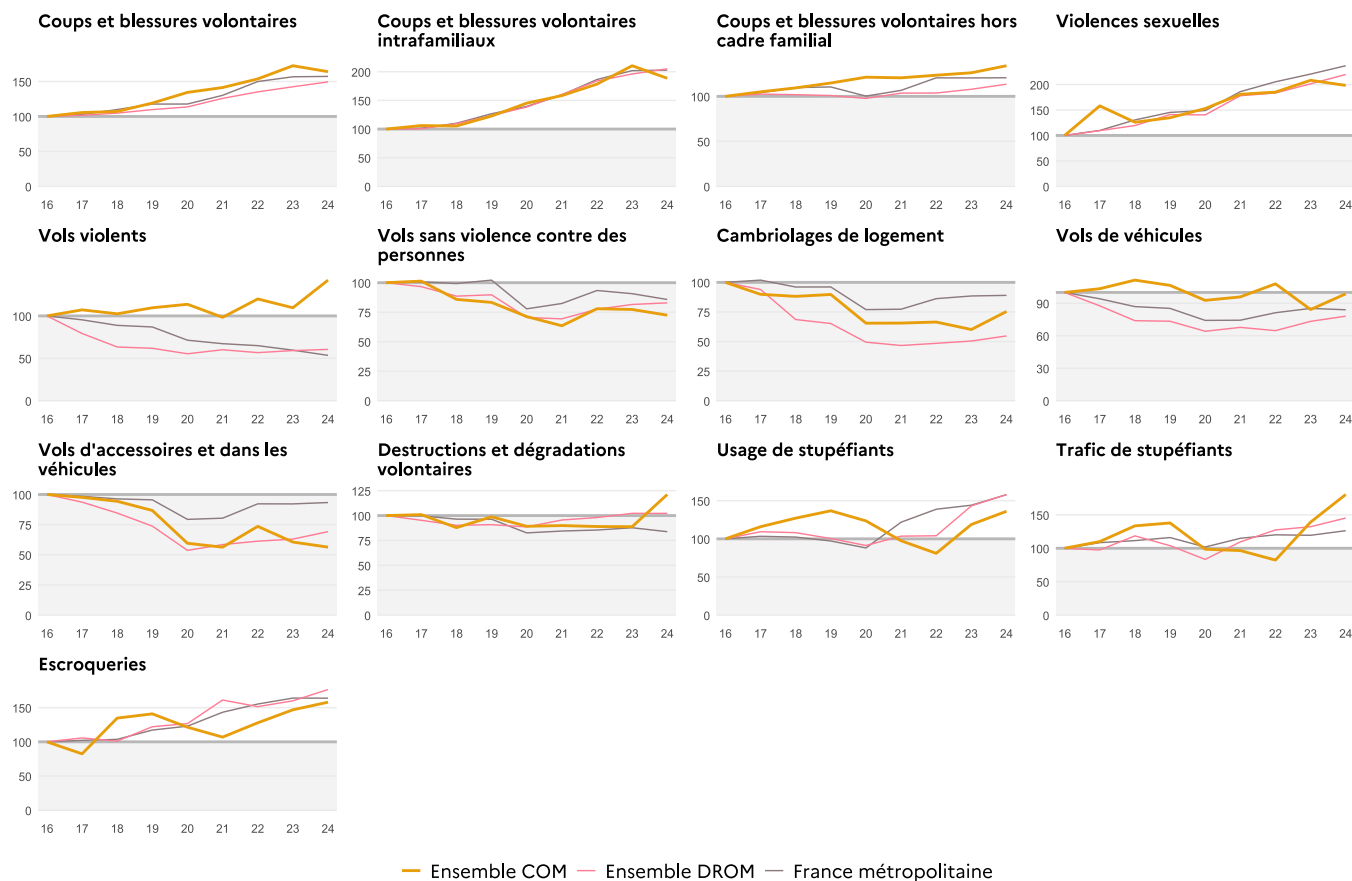 Coups et blessures volontaires
150
100
50
0
16 17 18 19 20 21 22 23 24
Coups et blessures volontaires
intrafamiliaux
200
150
100
50
0
16 17 18 19 20 21 22 23 24
Coups et blessures volontaires hors
cadre familial
100
50
0
16 17 18 19 20 21 22 23 24
Violences sexuelles
200
150
100
50
0
16 17 18 19 20 21 22 23 24
Vols violents
100
50
0
16 17 18 19 20 21 22 23 24
Vols sans violence contre des
personnes
100
75
50
25
0
16 17 18 19 20 21 22 23 24
Cambriolages de logement
100
75
50
25
0
16 17 18 19 20 21 22 23 24
Vols de véhicules
90
60
30
0
16 17 18 19 20 21 22 23 24
Vols d'accessoires et dans les
véhicules
100
75
50
25
0
16 17 18 19 20 21 22 23 24
Destructions et dégradations
volontaires
125
100
75
50
25
0
16 17 18 19 20 21 22 23 24
Usage de stupéfiants
150
100
50
0
16 17 18 19 20 21 22 23 24
Trafic de stupéfiants
150
100
50
0
16 17 18 19 20 21 22 23 24
Escroqueries
150
100
50
0
16 17 18 19 20 21 22 23 24
Ensemble COM Ensemble DROM France métropolitaine